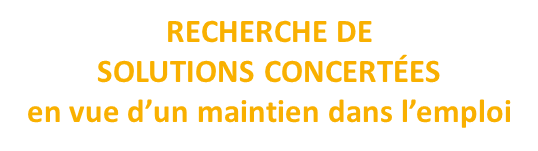 RECHERCHE DE
SOLUTIONS CONCERTÉES
en vue d’un maintien dans l’emploi